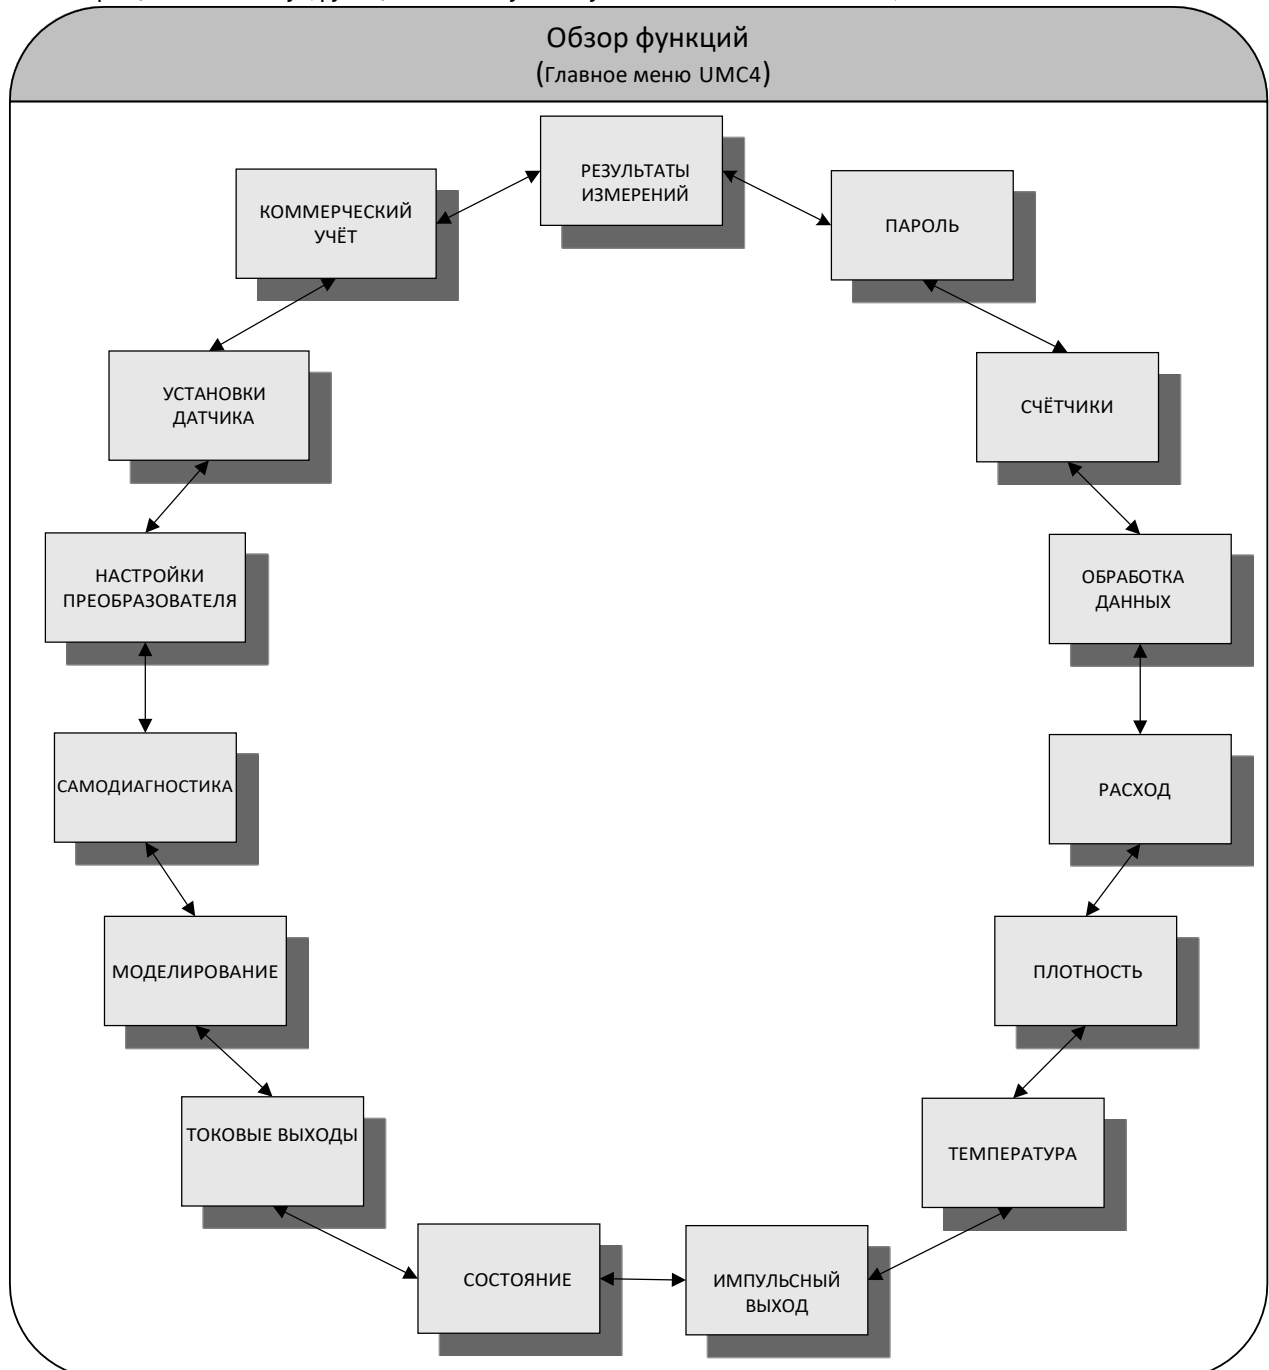 Обзор функций
(Главное меню UMC4)
РЕЗУЛЬТАТЫ
ИЗМЕРЕНИЙ
КОММЕРЧЕСКИЙ
УЧЁТ
ПАРОЛЬ
УСТАНОВКИ
ДАТЧИКА
СЧЁТЧИКИ
НАСТРОЙКИ
ПРЕОБРАЗОВАТЕЛЯ
ОБРАБОТКА
ДАННЫХ
САМОДИАГНОСТИКА
РАСХОД
МОДЕЛИРОВАНИЕ
ПЛОТНОСТЬ
ТОКОВЫЕ ВЫХОДЫ
ТЕМПЕРАТУРА
СОСТОЯНИЕ
ИМПУЛЬСНЫЙ
ВЫХОД